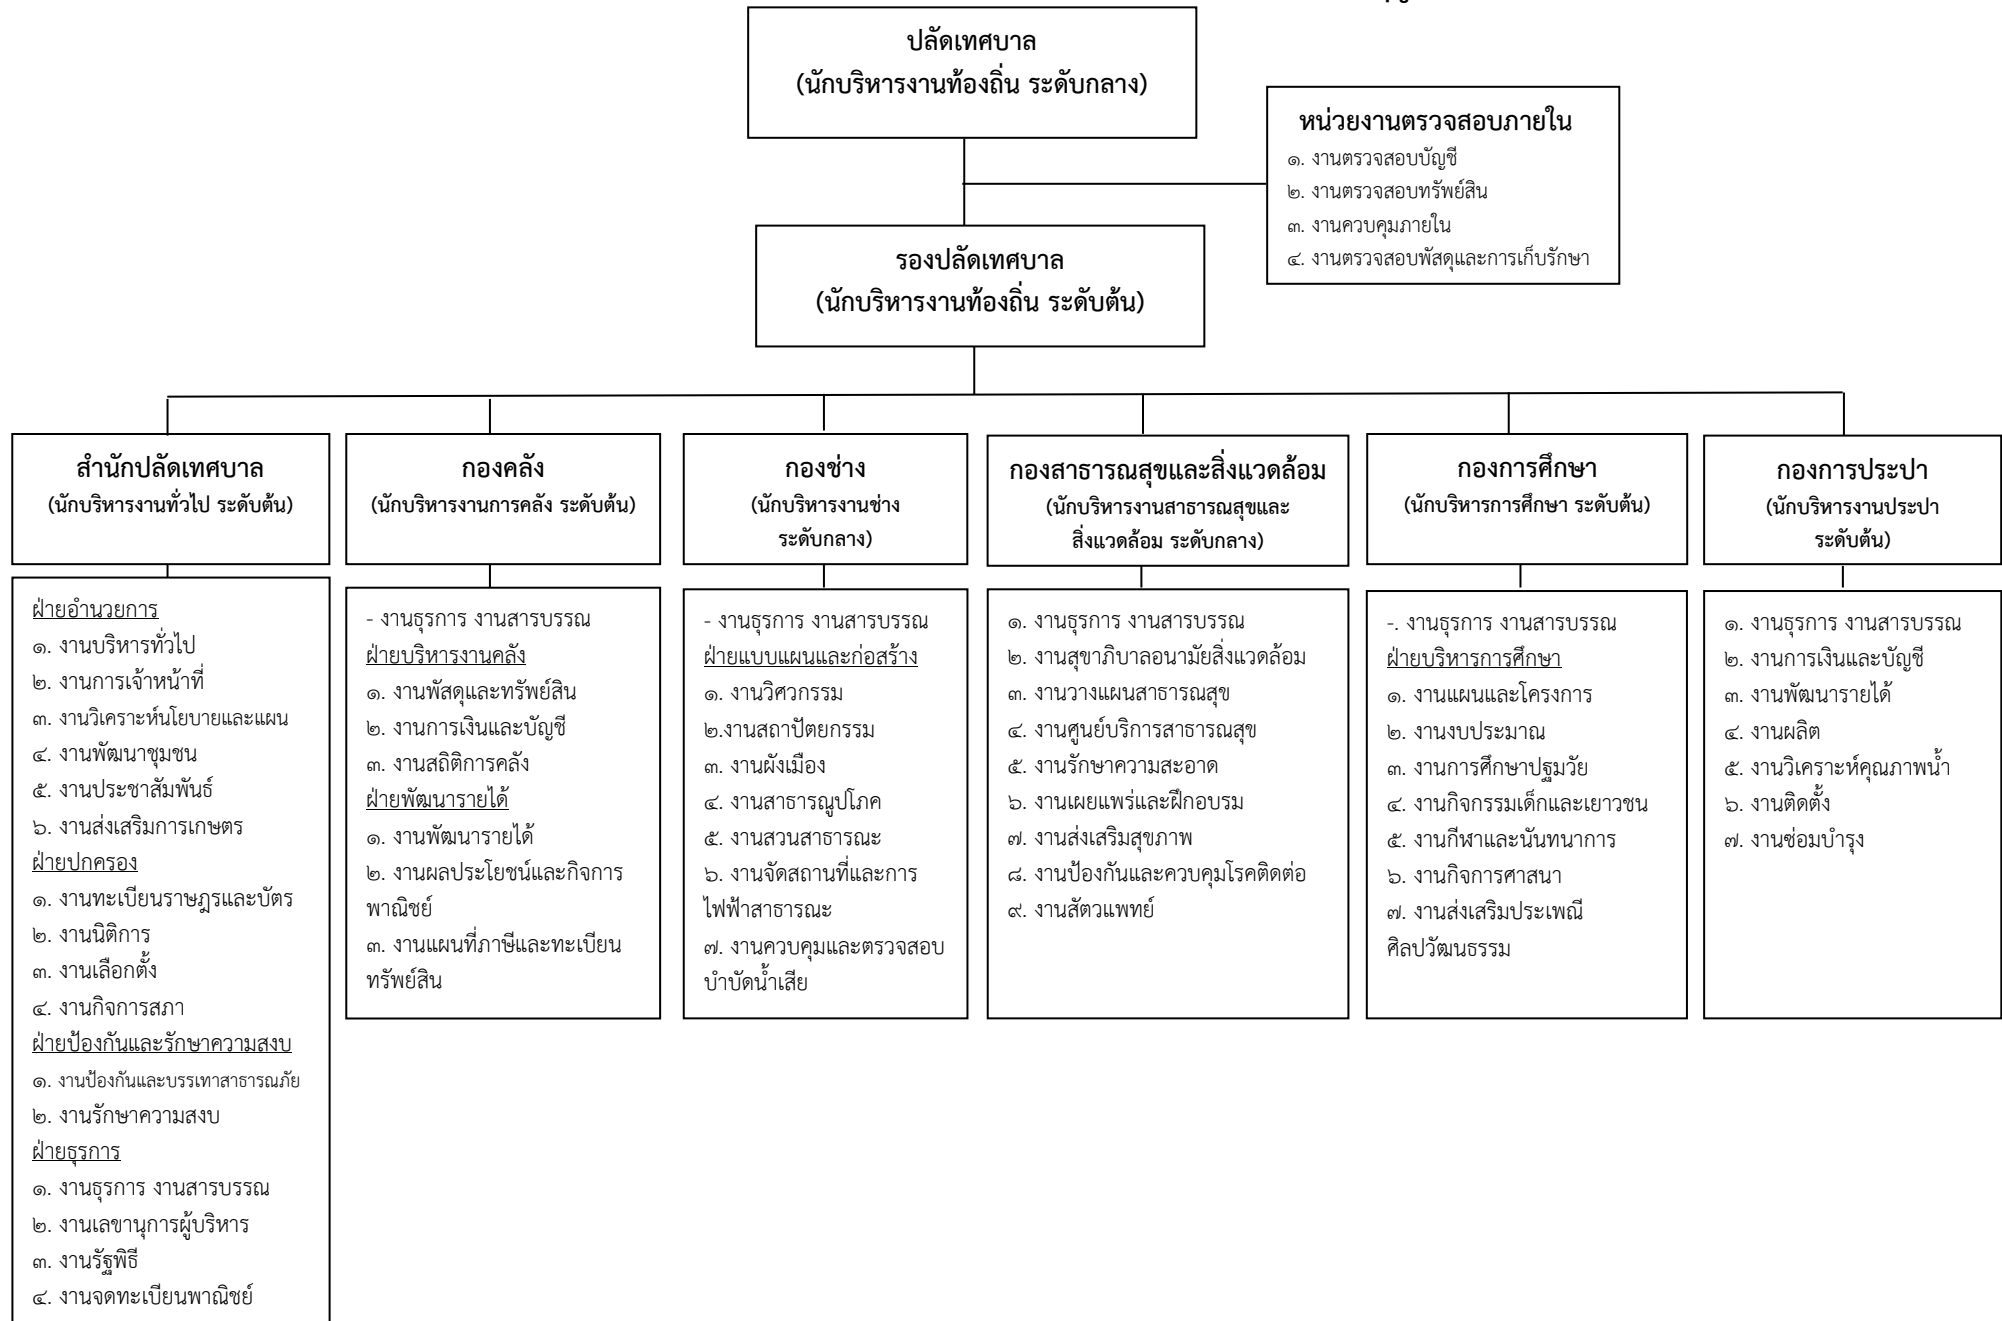 ปลัดเทศบาล
(นักบริหารงานท้องถิ่น ระดับกลาง)
หน่วยงานตรวจสอบภายใน
๑. งานตรวจสอบบัญชี
๒. งานตรวจสอบทรัพย์สิน
๓. งานควบคุมภายใน
๔. งานตรวจสอบพัสดุและการเก็บรักษา
รองปลัดเทศบาล
(นักบริหารงานท้องถิ่น ระดับต้น)
สำนักปลัดเทศบาล
(นักบริหารงานทั่วไป ระดับต้น)
ฝ่ายอำนวยการ
๑. งานบริหารทั่วไป
๒. งานการเจ้าหน้าที่
๓. งานวิเคราะห์นโยบายและแผน
๔. งานพัฒนาชุมชน
๕. งานประชาสัมพันธ์
๖. งานส่งเสริมการเกษตร
ฝ่ายปกครอง
๑. งานทะเบียนราษฎรและบัตร
๒. งานนิติการ
๓. งานเลือกตั้ง
๔. งานกิจการสภา
ฝ่ายป้องกันและรักษาความสงบ
๑. งานป้องกันและบรรเทาสาธารณภัย
๒. งานรักษาความสงบ
ฝ่ายธุรการ
๑. งานธุรการ งานสารบรรณ
๒. งานเลขานุการผู้บริหาร
๓. งานรัฐพิธี
๔. งานจดทะเบียนพาณิชย์
กองคลัง
(นักบริหารงานการคลัง ระดับต้น)
- งานธุรการ งานสารบรรณ
ฝ่ายบริหารงานคลัง
๑. งานพัสดุและทรัพย์สิน
๒. งานการเงินและบัญชี
๓. งานสถิติการคลัง
ฝ่ายพัฒนารายได้
๑. งานพัฒนารายได้
๒. งานผลประโยชน์และกิจการ
พาณิชย์
๓. งานแผนที่ภาษีและทะเบียน
ทรัพย์สิน
กองช่าง
(นักบริหารงานช่าง
ระดับกลาง)
- งานธุรการ งานสารบรรณ
ฝ่ายแบบแผนและก่อสร้าง
๑. งานวิศวกรรม
๒.งานสถาปัตยกรรม
๓. งานผังเมือง
๔. งานสาธารณูปโภค
๕. งานสวนสาธารณะ
๖. งานจัดสถานที่และการ
ไฟฟ้าสาธารณะ
๗. งานควบคุมและตรวจสอบ
บำบัดน้ำเสีย
กองสาธารณสุขและสิ่งแวดล้อม
(นักบริหารงานสาธารณสุขและ
สิ่งแวดล้อม ระดับกลาง)
๑. งานธุรการ งานสารบรรณ
๒. งานสุขาภิบาลอนามัยสิ่งแวดล้อม
๓. งานวางแผนสาธารณสุข
๔. งานศูนย์บริการสาธารณสุข
๕. งานรักษาความสะอาด
๖. งานเผยแพร่และฝึกอบรม
๗. งานส่งเสริมสุขภาพ
๘. งานป้องกันและควบคุมโรคติดต่อ
๙. งานสัตวแพทย์
กองการศึกษา
(นักบริหารการศึกษา ระดับต้น)
-. งานธุรการ งานสารบรรณ
ฝ่ายบริหารการศึกษา
๑. งานแผนและโครงการ
๒. งานงบประมาณ
๓. งานการศึกษาปฐมวัย
๔. งานกิจกรรมเด็กและเยาวชน
๕. งานกีฬาและนันทนาการ
๖. งานกิจการศาสนา
๗. งานส่งเสริมประเพณี
ศิลปวัฒนธรรม
กองการประปา
(นักบริหารงานประปา
ระดับต้น)
๑. งานธุรการ งานสารบรรณ
๒. งานการเงินและบัญชี
๓. งานพัฒนารายได้
๔. งานผลิต
๕. งานวิเคราะห์คุณภาพน้ำ
๖. งานติดตั้ง
๗. งานซ่อมบำรุง